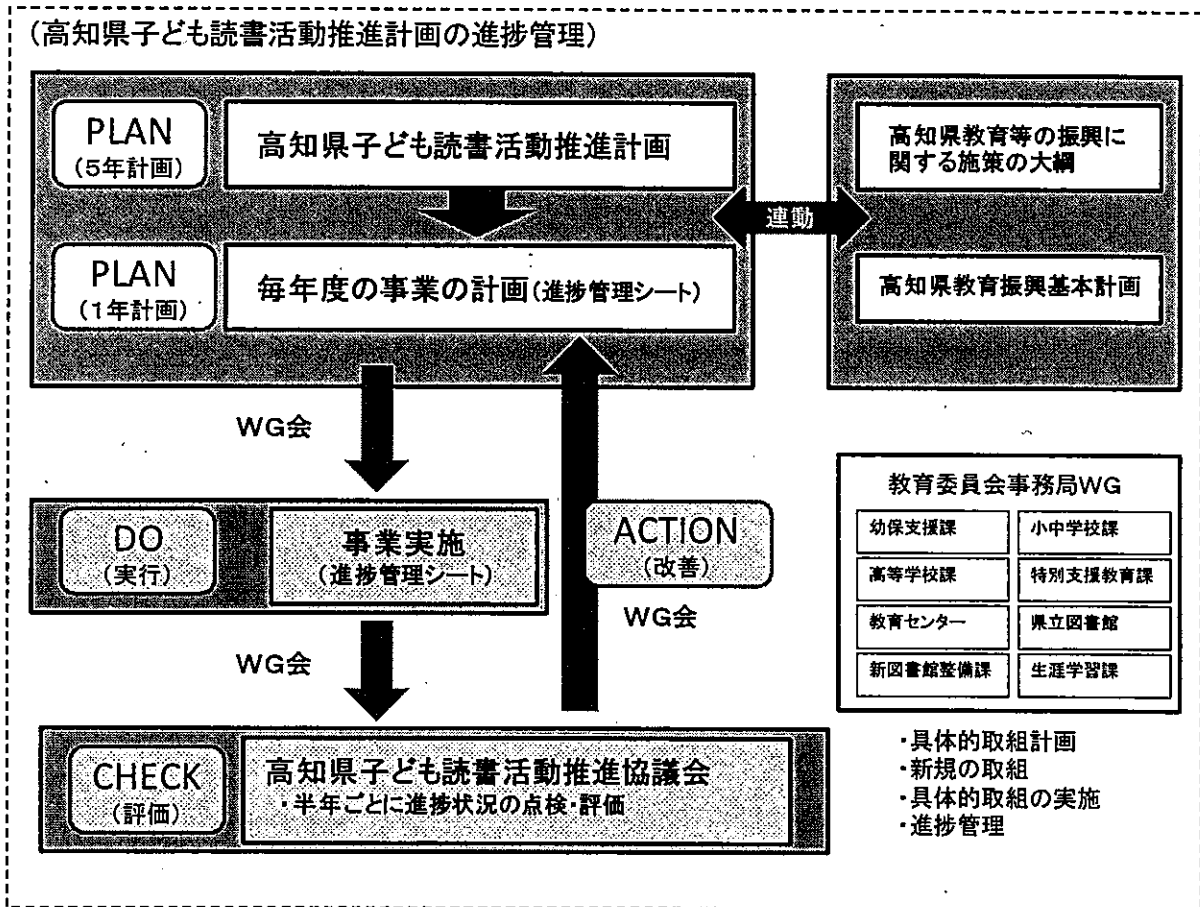 (高知県子ども読書活動推進計画の進捗管理)
PLAN
(5年計画)
高知県子ども読書活動推進計画
PLAN
(1年計画)
毎年度の事業の計画(進捗管理シート)
連動
高知県教育等の振興に
関する施策の大綱
高知県教育振興基本計画
WG会
DO
(実行)
事業実施
(進捗管理シート)
ACTION
(改善)
WG会
WG会
CHECK
(評価)
高知県子ども読書活動推進協議会
・半年ごとに進捗状況の点検・評価
教育委員会事務局WG
幼保支援課
小中学校課
高等学校課
特別支援教育課
教育センター
県立図書館
新図書館整備課
生涯学習課
・具体的取組計画
・新規の取組
・具体的取組の実施
・進捗管理